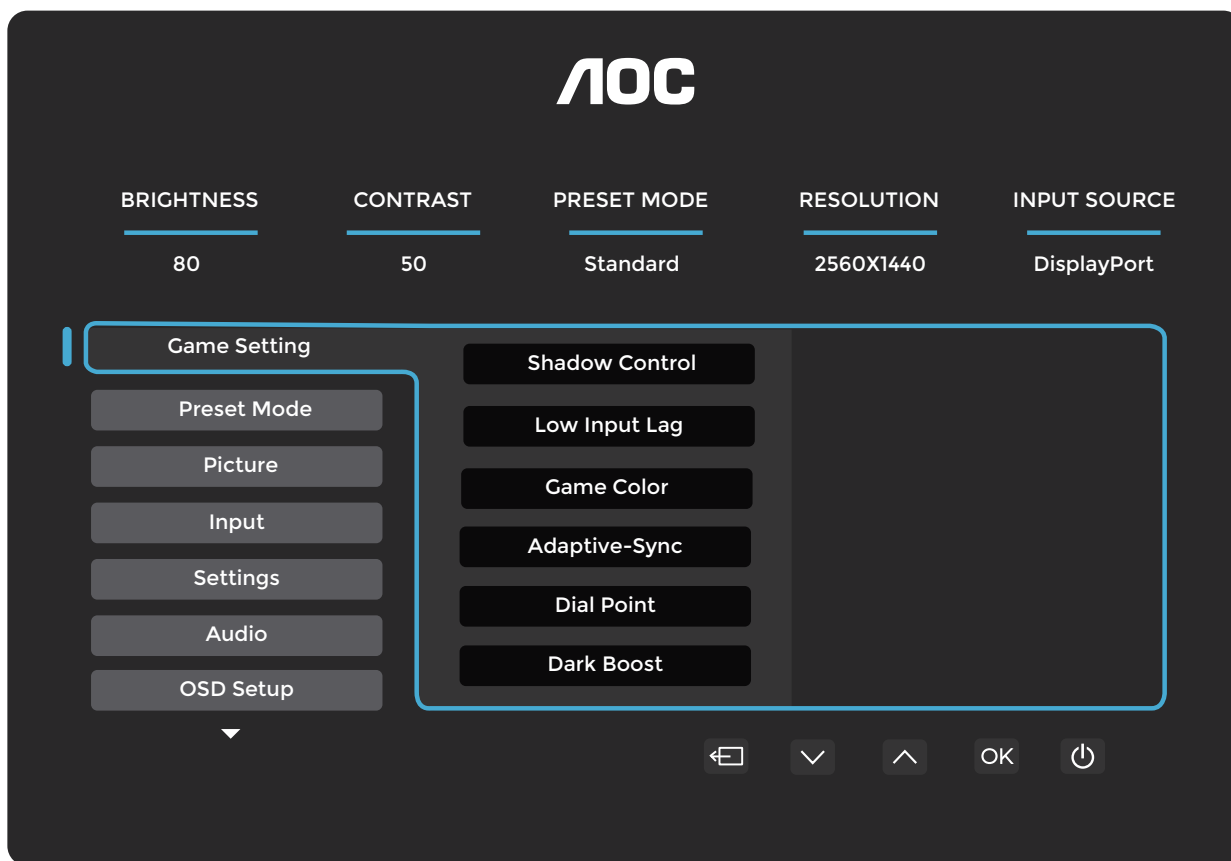 AOC
BRIGHTNESS CONTRAST PRESET MODE RESOLUTION INPUT SOURCE
80 50 Standard 2560X1440 DisplayPort
Game Setting
Preset Mode
Picture
Input
Settings
Audio
OSD Setup
Shadow Control
Low Input Lag
Game Color
Adaptive-Sync
Dial Point
Dark Boost
OK